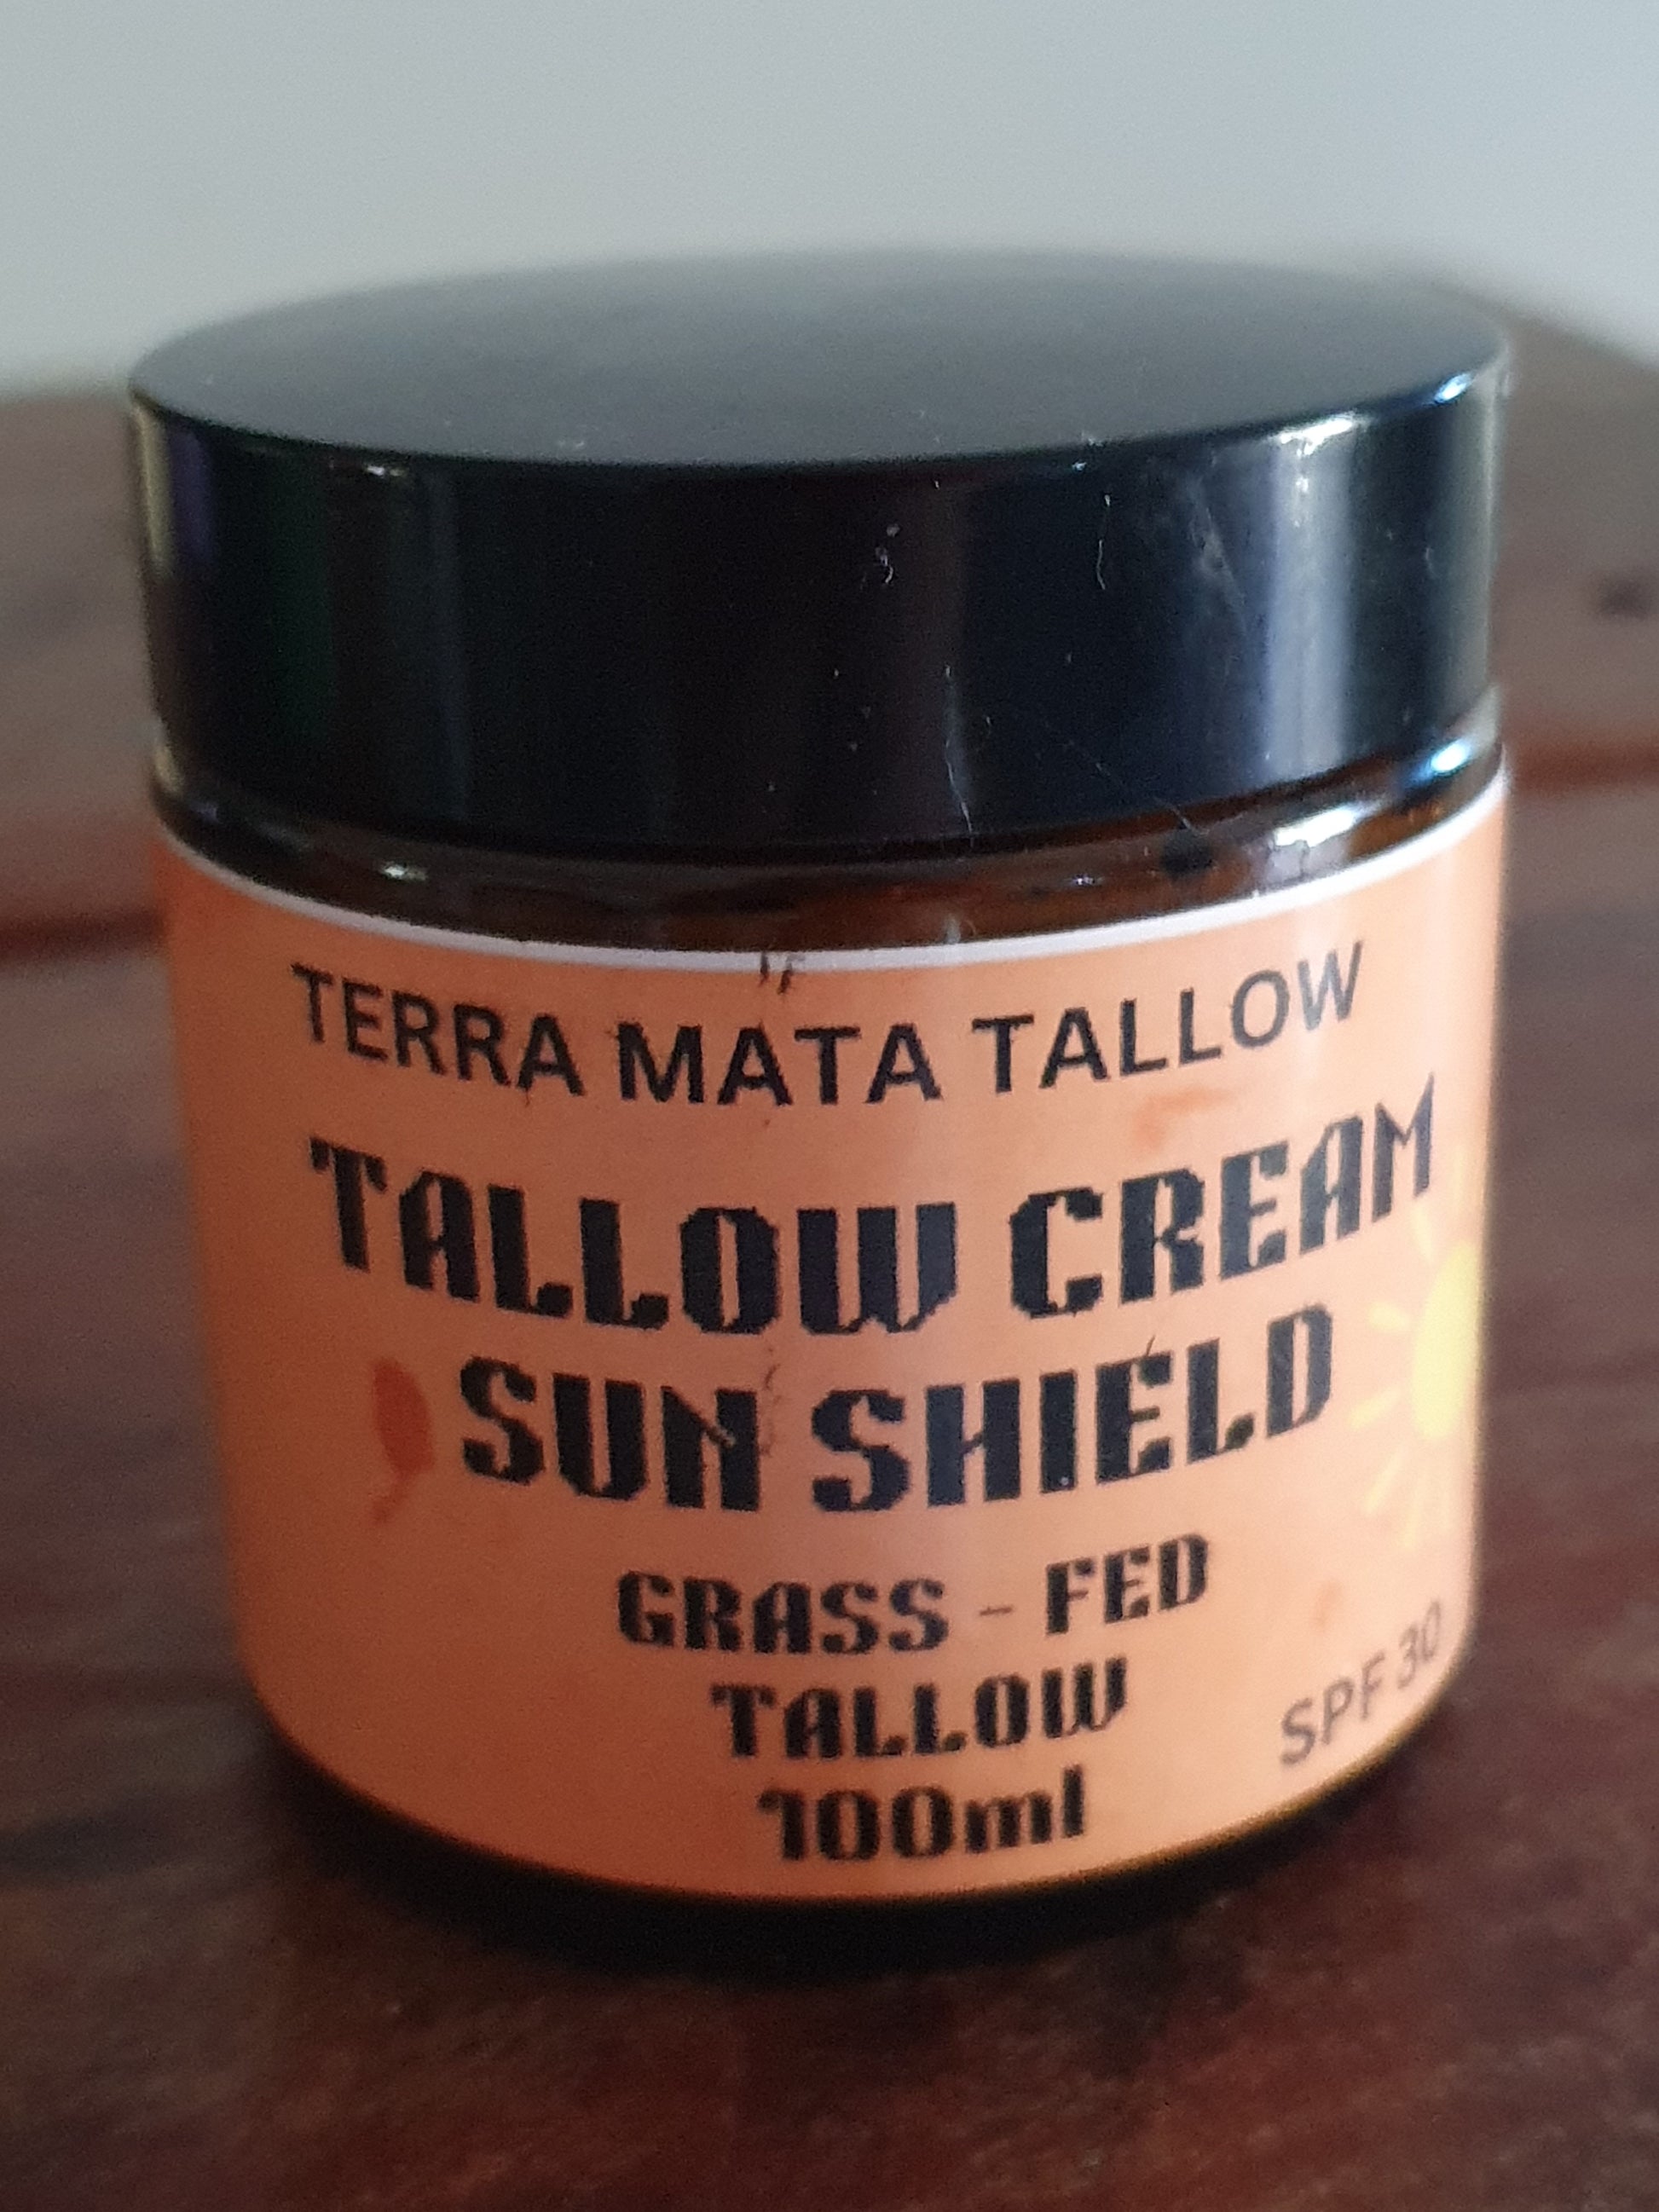 TERRA MATA TALLOW
TALLOW CREAM
SUN SHIELD
GRASS - FED
TALLOW
100ml
SPF 30